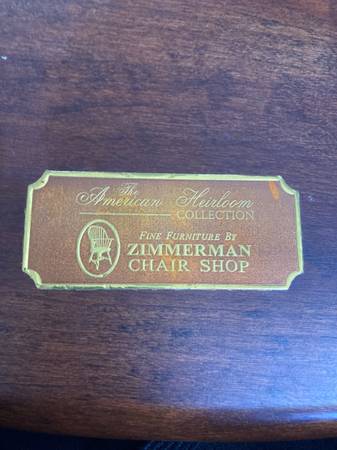 The
American Heirloom
COLLECTION
FINE FURNITURE BY
ZIMMERMAN
CHAIR SHOP